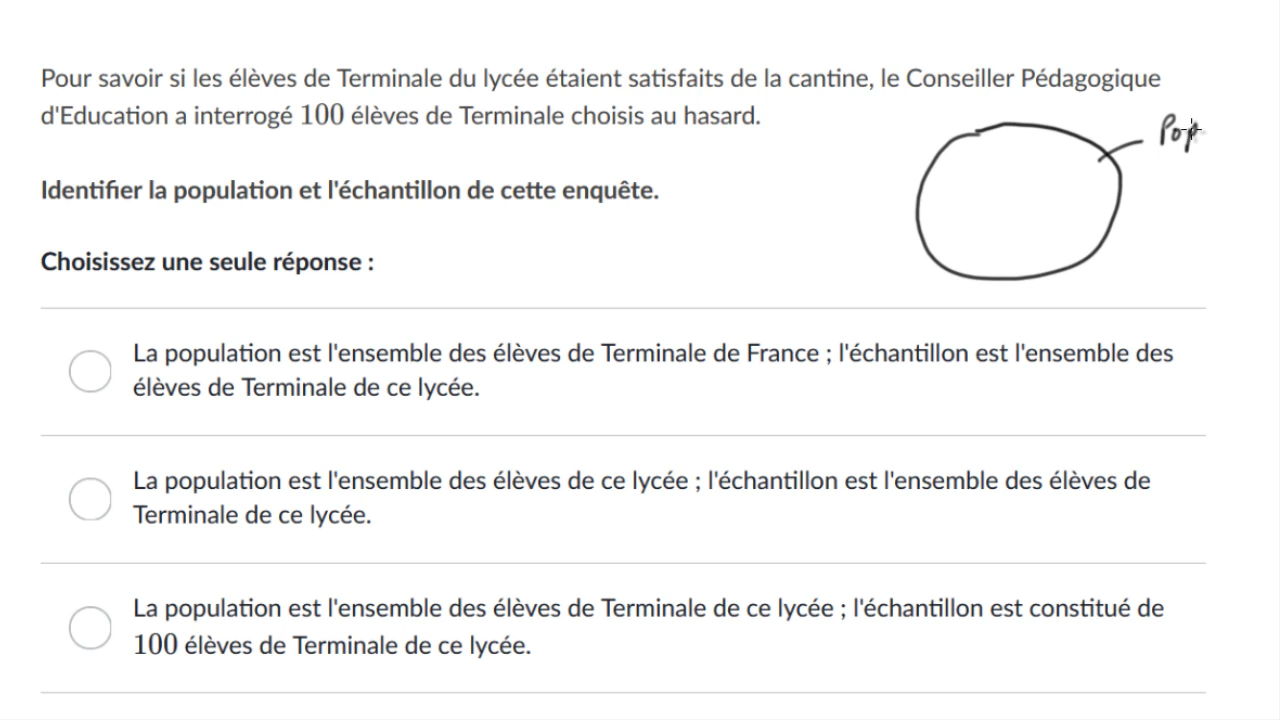 Pour savoir si les élèves de Terminale du lycée étaient satisfaits de la cantine, le Conseiller Pédagogique
d'Education a interrogé 100 élèves de Terminale choisis au hasard.
Pop
Identifier la population et l'échantillon de cette enquête.
Choisissez une seule réponse :
La population est l'ensemble des élèves de Terminale de France ; l'échantillon est l'ensemble des
élèves de Terminale de ce lycée.
La population est l'ensemble des élèves de ce lycée ; l'échantillon est l'ensemble des élèves de
Terminale de ce lycée.
La population est l'ensemble des élèves de Terminale de ce lycée ; l'échantillon est constitué de
100 élèves de Terminale de ce lycée.